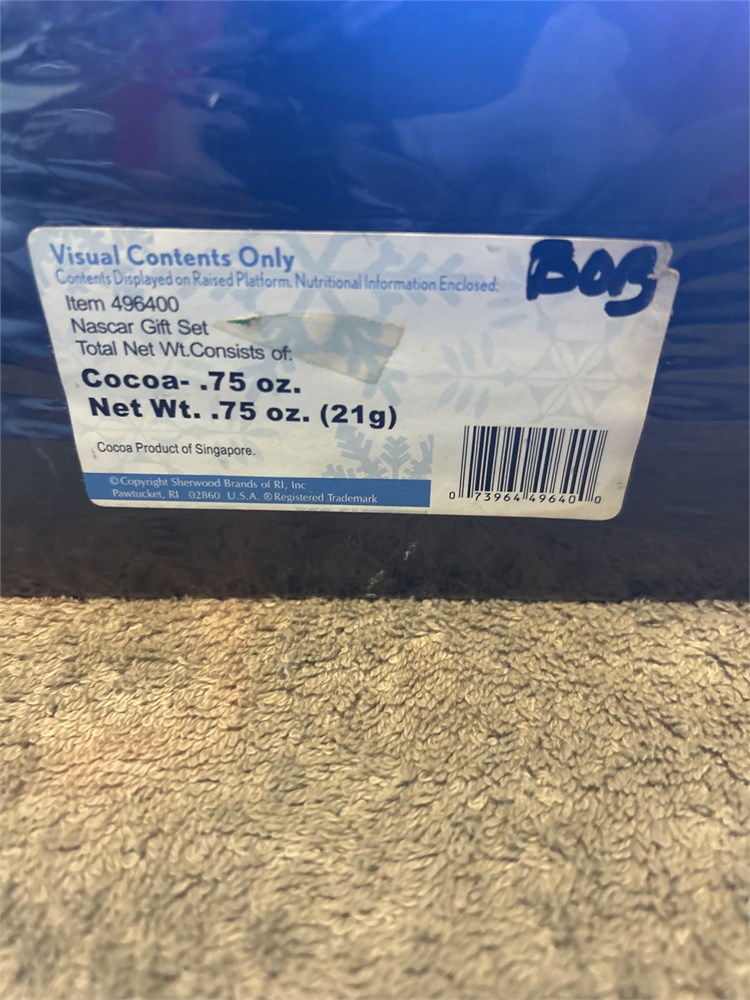 Visual Contents Only
Contents Displayed on Raised Platform. Nutritional Information Enclosed:
BOB
Item 496400
Nascar Gift Set
Total Net Wt.Consists of:
Cocoa- .75 oz.
Net Wt. .75 oz. (21g)
Cocoa Product of Singapore.
©Copyright Sherwood Brands of RI, Inc
Pawtucket, RI 02860 U.S.A. ®Registered Trademark
0 73964 49640 0